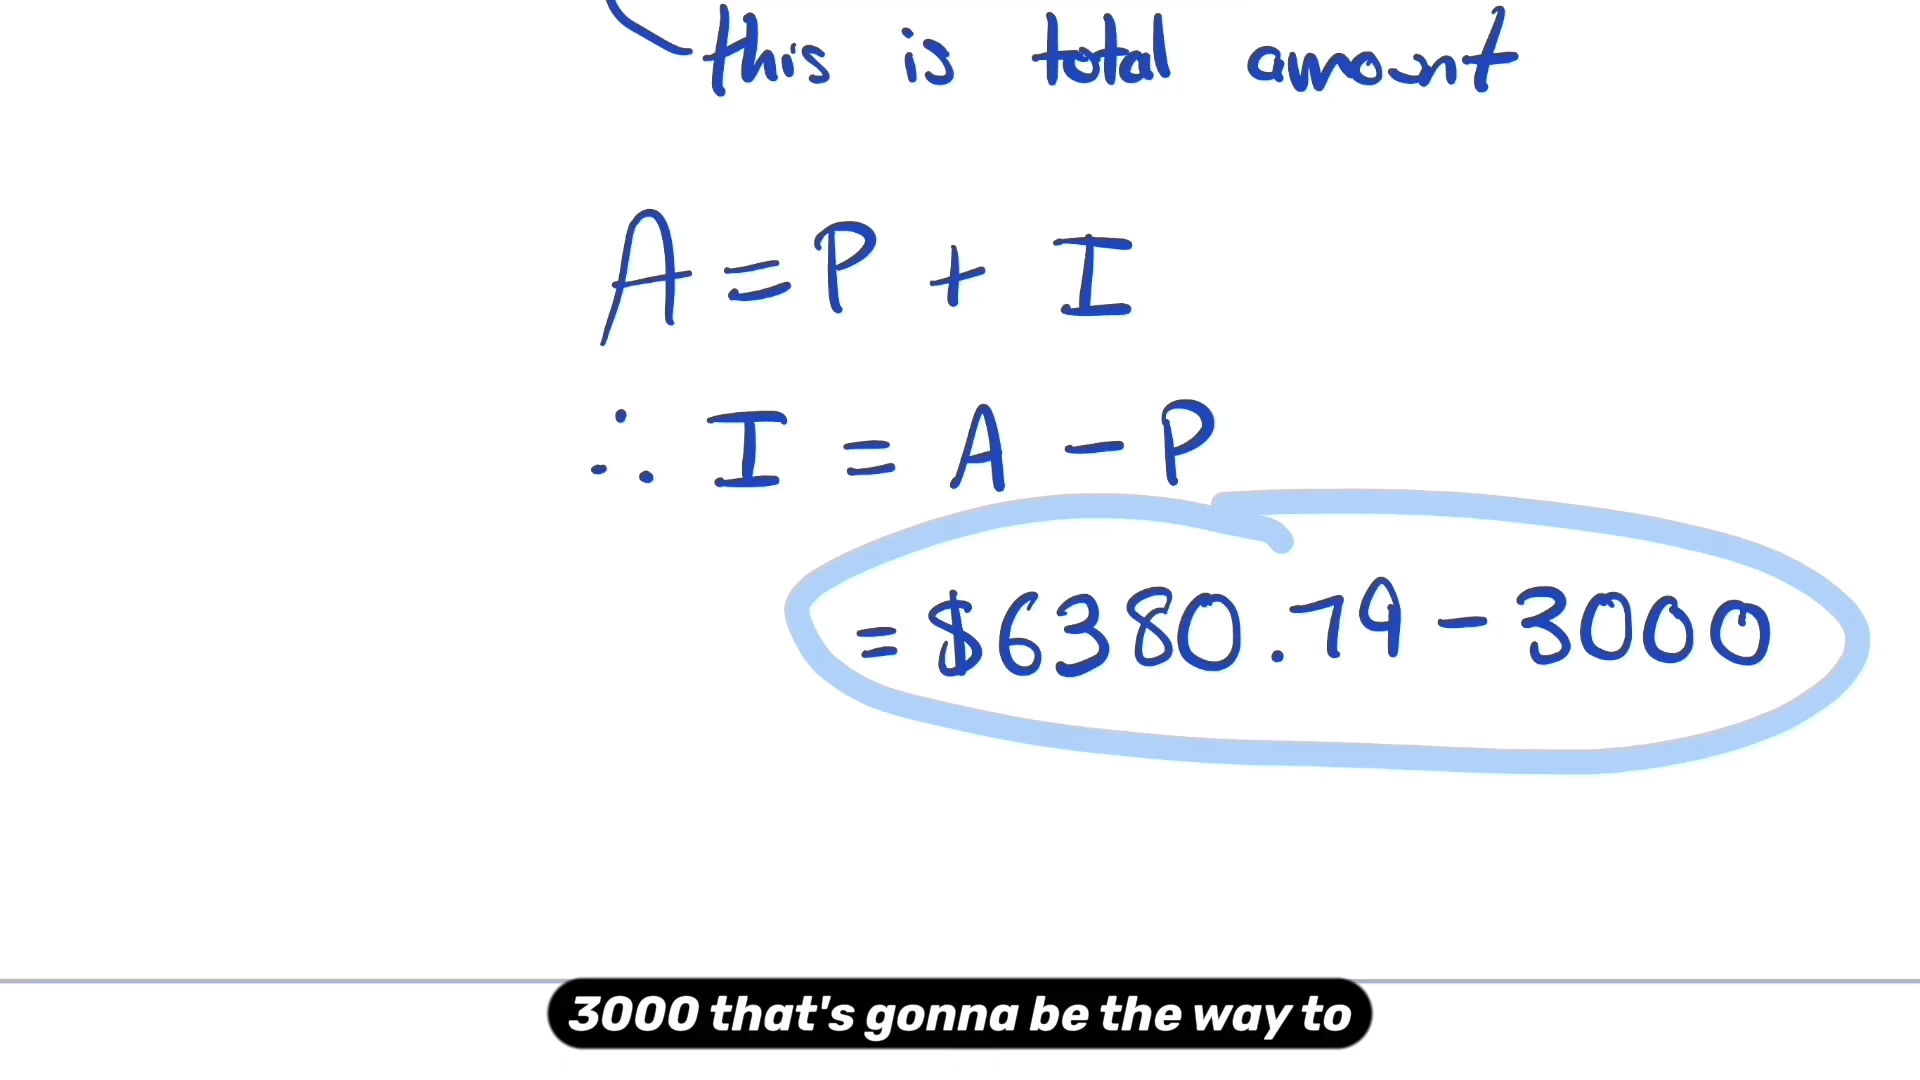 this is total amount
A = P + I
∴ I = A - P
= $6380.79 - 3000
3000 that's gonna be the way to